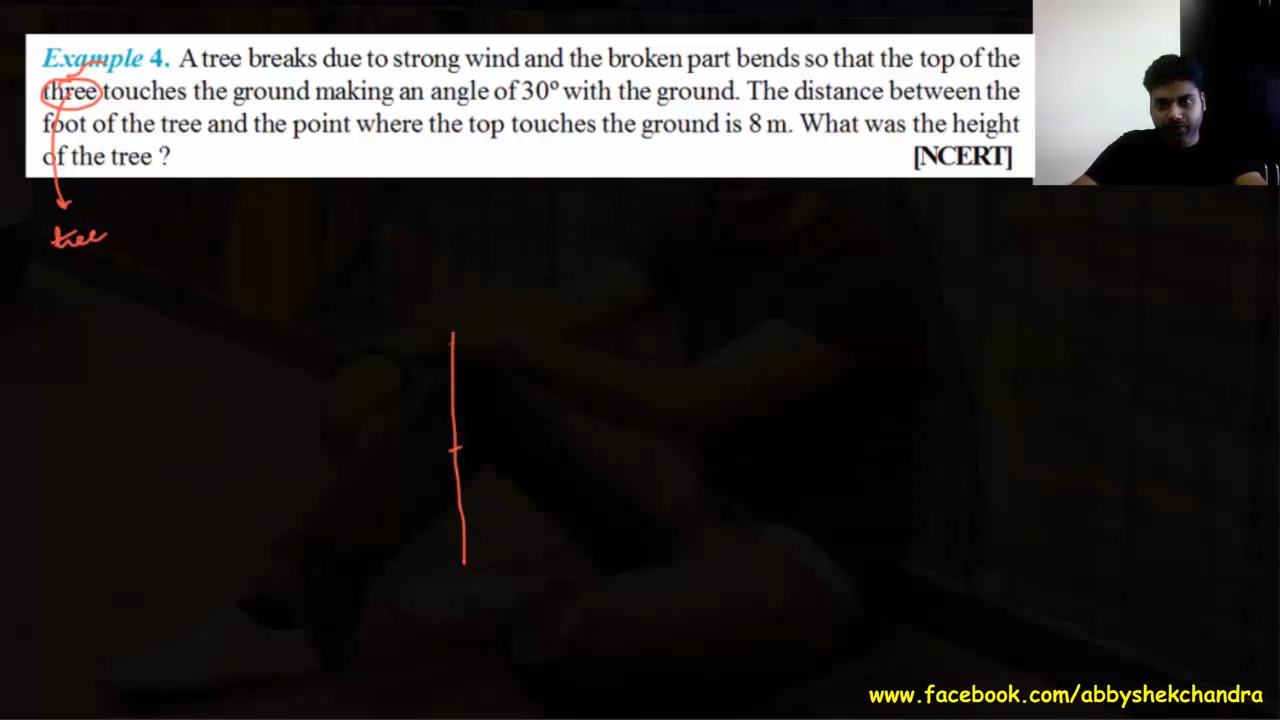 Example 4. A tree breaks due to strong wind and the broken part bends so that the top of the
three touches the ground making an angle of 30° with the ground. The distance between the
foot of the tree and the point where the top touches the ground is 8 m. What was the height
of the tree ? [NCERT]
tree
www.facebook.com/abbyshekchandra